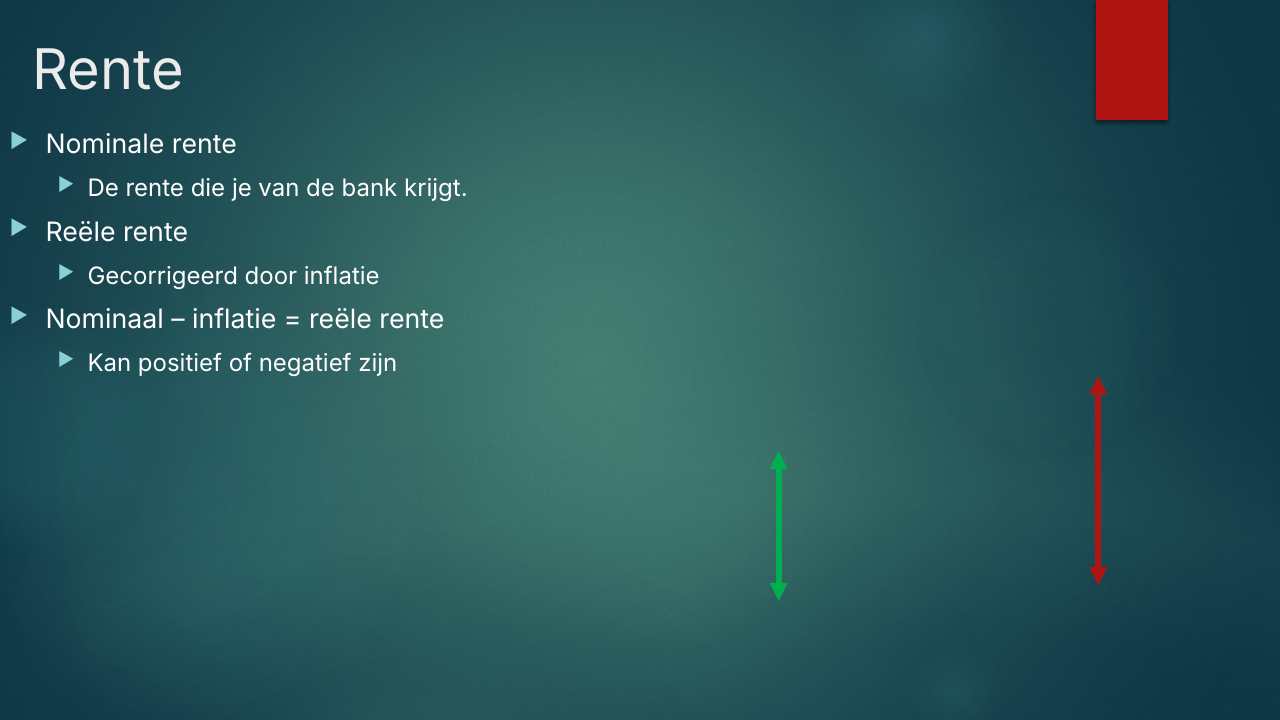 Rente
Nominale rente
De rente die je van de bank krijgt.
Reële rente
Gecorrigeerd door inflatie
Nominaal – inflatie = reële rente
Kan positief of negatief zijn